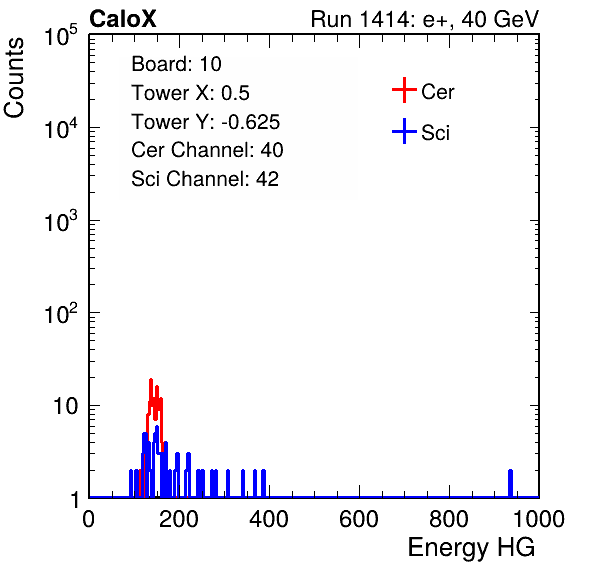 CaloX Run 1414: e+, 40 GeV
Counts
Board: 10
Tower X: 0.5
Tower Y: -0.625
Cer Channel: 40
Sci Channel: 42
Cer
Sci
10^5
10^4
10^3
10^2
10
1
0 200 400 600 800 1000
Energy HG